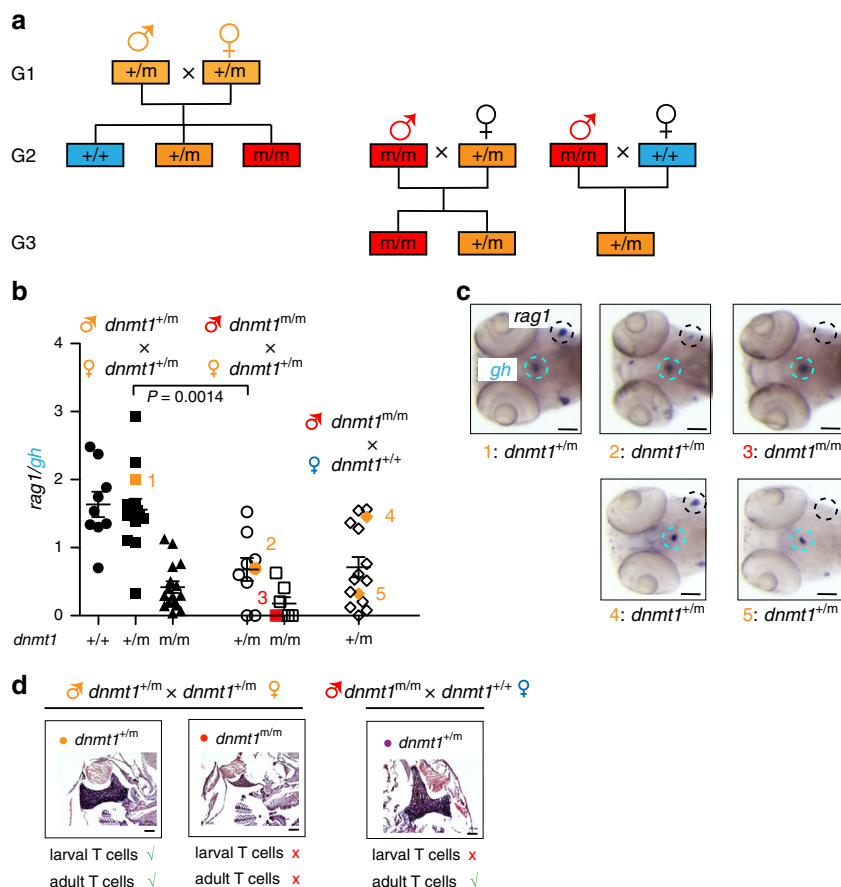 a
♂ ♀
G1 +/m × +/m
G2 +/+ +/m m/m
♂ ♀ ♂ ♀
m/m × +/m m/m × +/+
G3 m/m +/m +/m
b
♂ dnmt1+/m ♂ dnmt1m/m
× ×
♀ dnmt1+/m ♀ dnmt1+/m
P = 0.0014
♂ dnmt1m/m
×
♀ dnmt1+/+
rag1/gh
4
3
2
1
0
1
2
3
4
5
dnmt1 +/+ +/m m/m +/m m/m +/m
c
rag1
gh
1: dnmt1+/m 2: dnmt1+/m 3: dnmt1m/m
4: dnmt1+/m 5: dnmt1+/m
d
♂ dnmt1+/m × dnmt1+/m ♀ ♂ dnmt1m/m × dnmt1+/+ ♀
dnmt1+/m dnmt1m/m dnmt1+/m
larval T cells √ larval T cells x larval T cells x
adult T cells √ adult T cells x adult T cells √